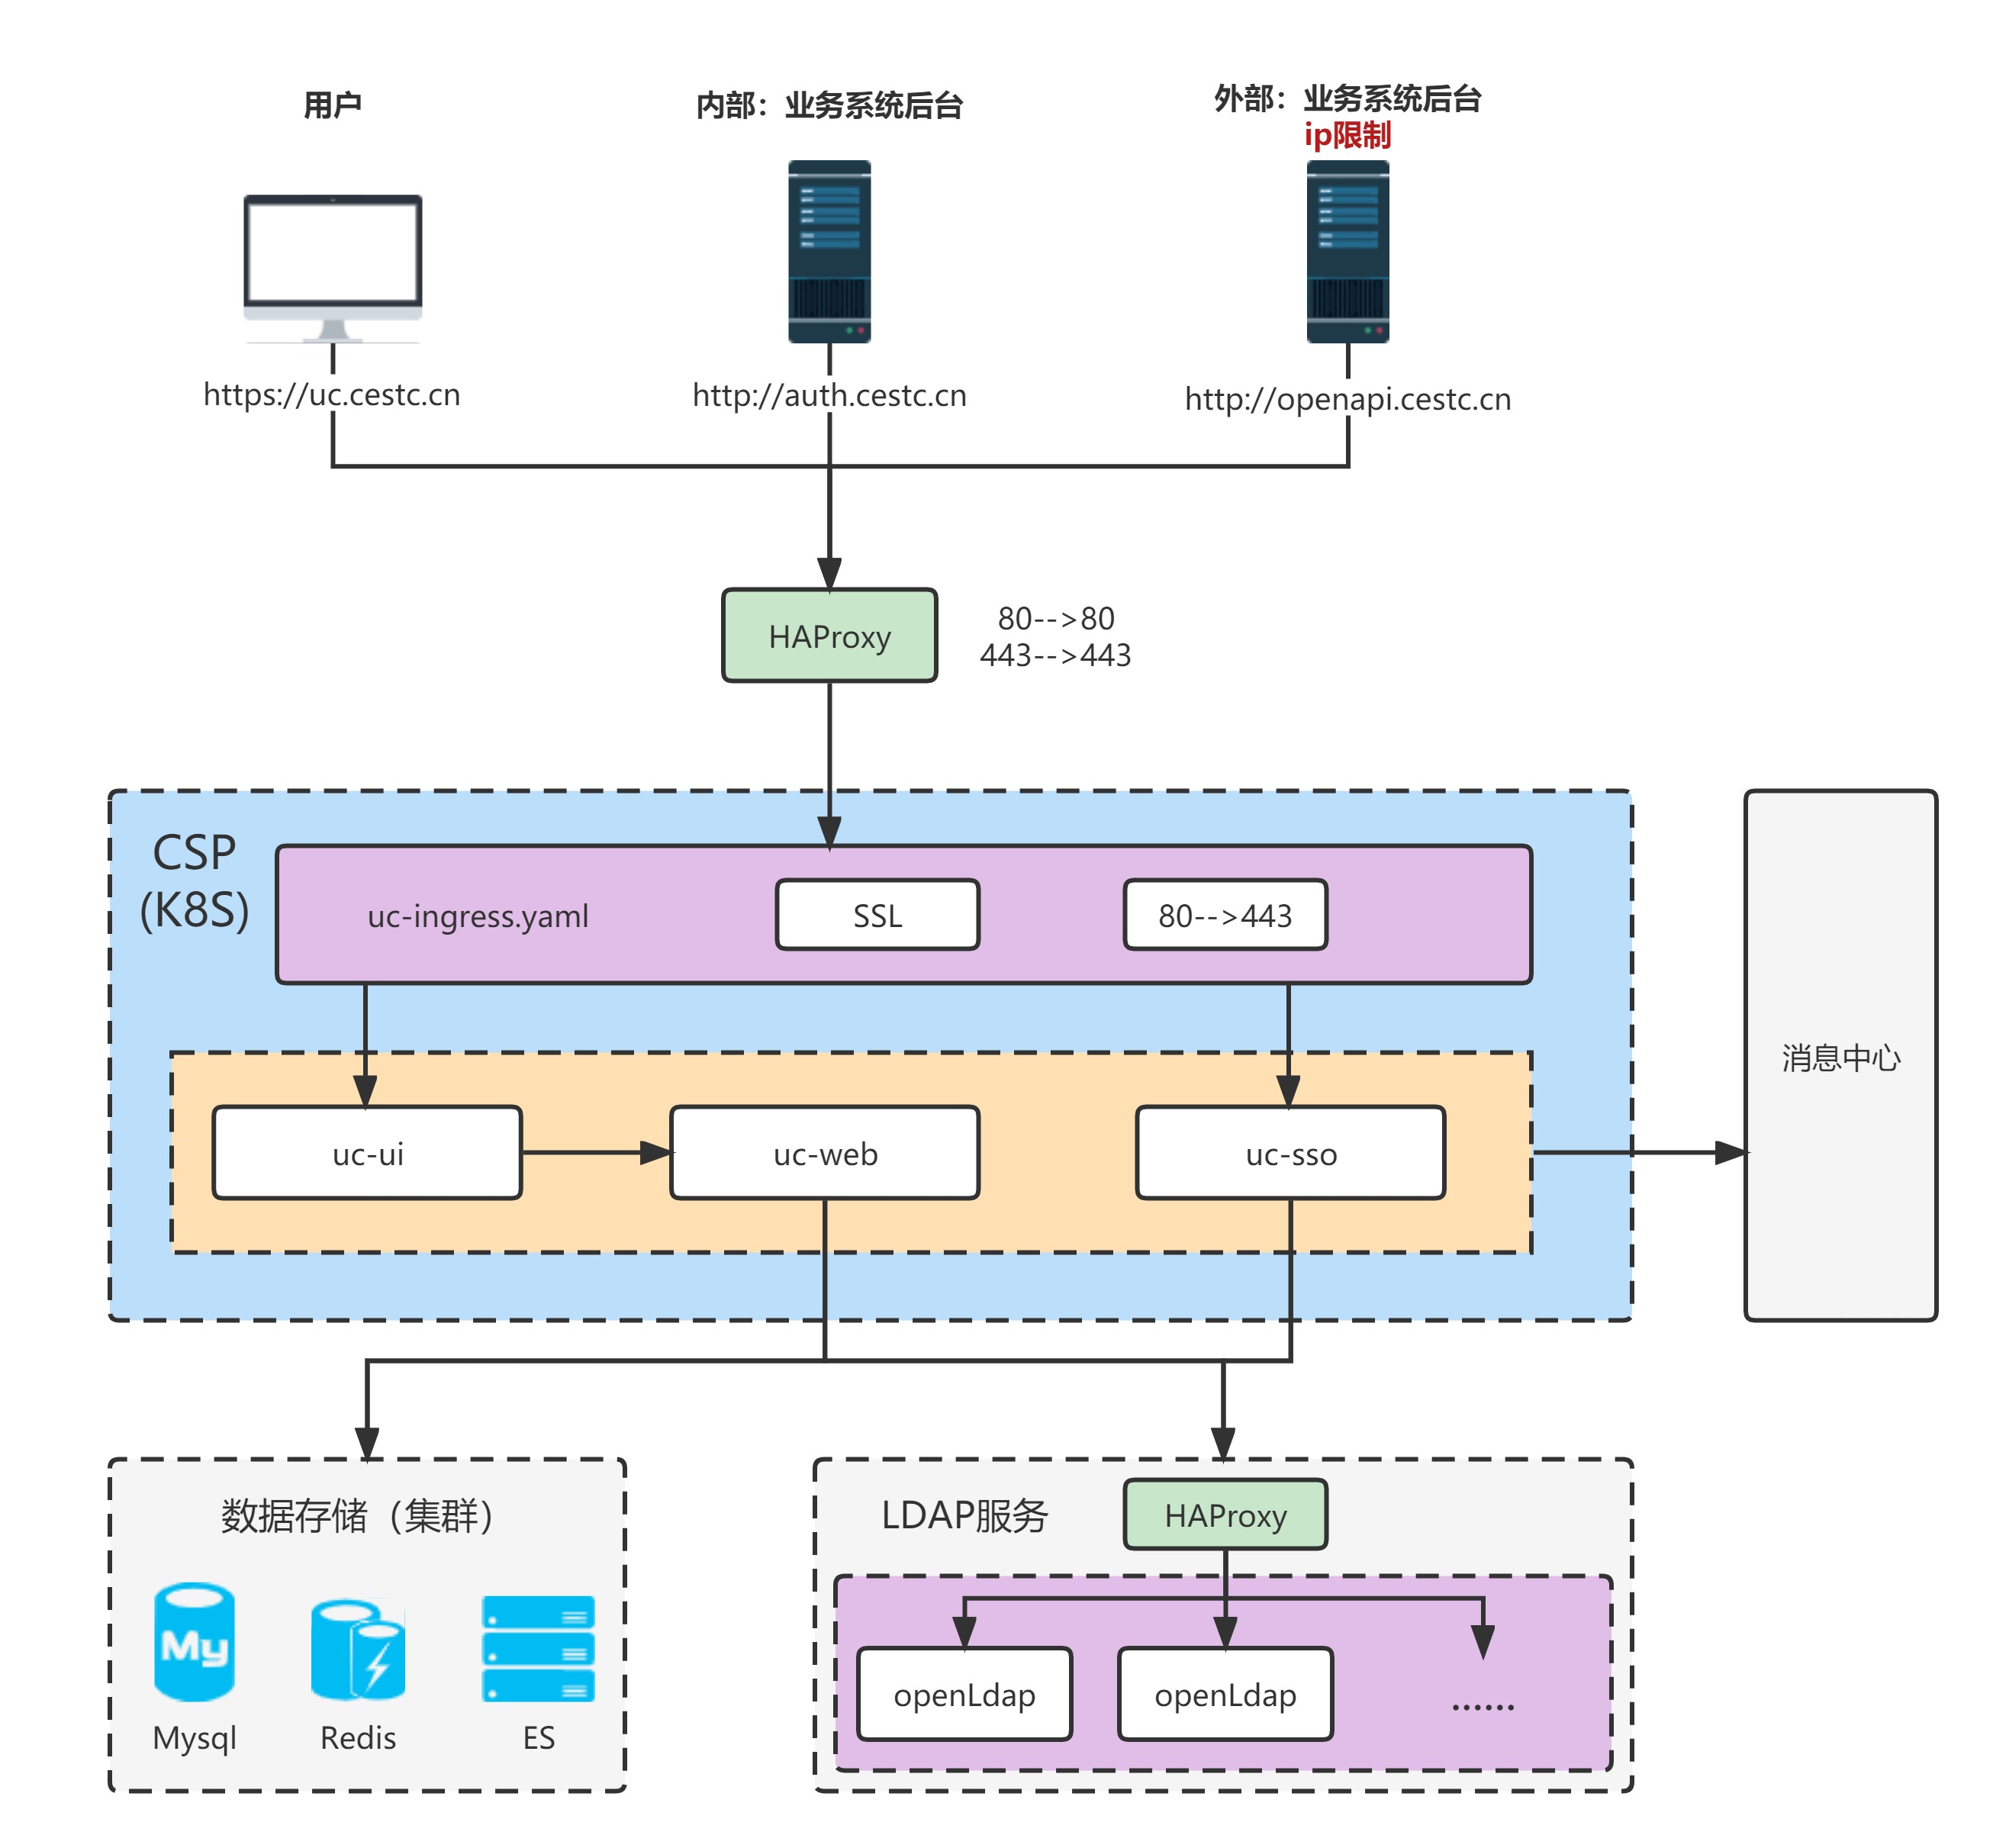 用户
内部：业务系统后台
外部：业务系统后台
ip限制
https://uc.cestc.cn
http://auth.cestc.cn
http://openapi.cestc.cn
HAProxy
80-->80
443-->443
CSP
(K8S)
uc-ingress.yaml
SSL
80-->443
消息中心
uc-ui
uc-web
uc-sso
数据存储（集群）
My
Mysql
Redis
ES
LDAP服务
HAProxy
openLdap
openLdap
......